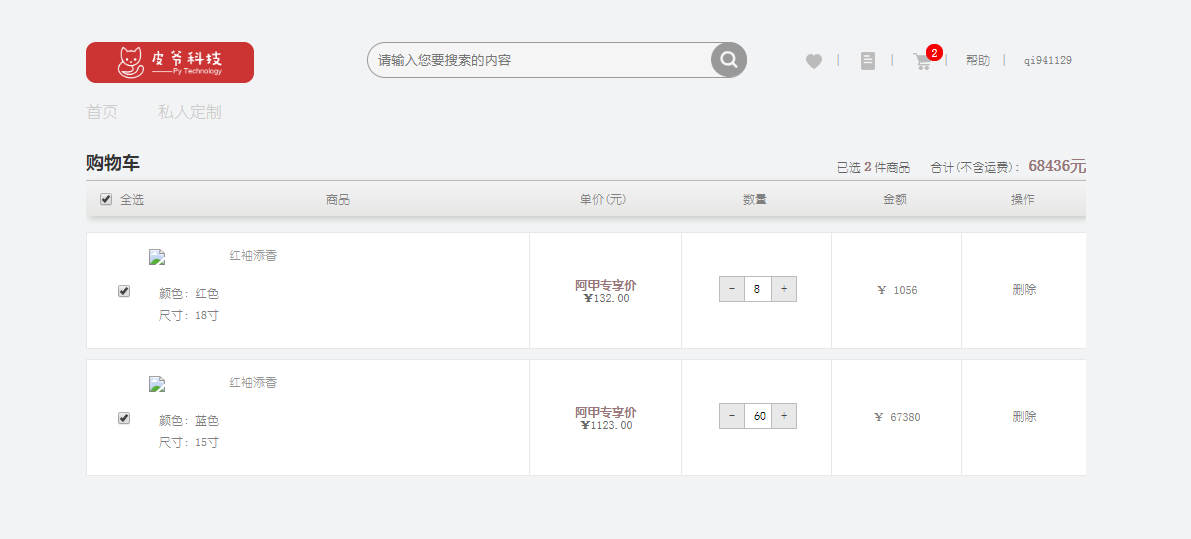 皮爷科技
Py Technology
请输入您要搜索的内容
2
帮助
qi941129
首页 私人定制
购物车
已选 2 件商品 合计(不含运费): 68436元
全选 商品 单价(元) 数量 金额 操作
红袖添香
颜色: 红色
尺寸: 18寸
阿甲专享价
¥132.00
- 8 +
¥ 1056
删除
红袖添香
颜色: 蓝色
尺寸: 15寸
阿甲专享价
¥1123.00
- 60 +
¥ 67380
删除